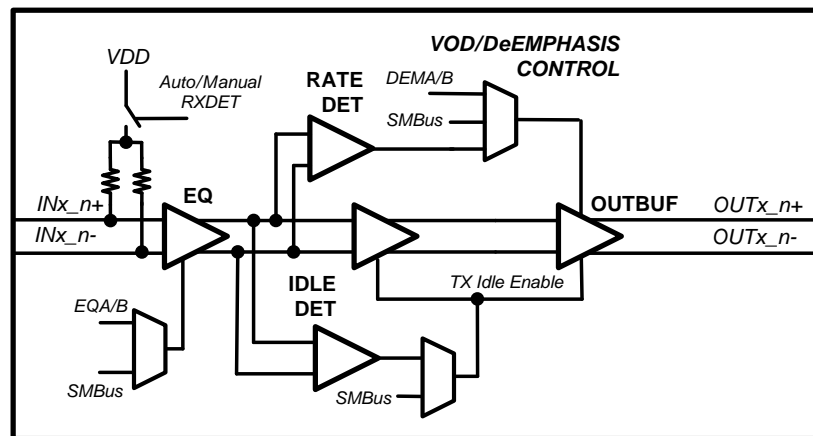 VOD/DeEMPHASIS
CONTROL
VDD
Auto/Manual
RXDET
RATE
DET
DEMA/B
SMBus
EQ
OUTBUF
INx_n+
INx_n-
OUTx_n+
OUTx_n-
IDLE
DET
TX Idle Enable
EQA/B
SMBus
SMBus